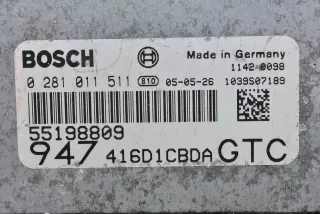 BOSCH Made in Germany
1142-0098
0 281 011 511 810 05-05-26 1039S07189
55198809
947 416D1CBDA GTC